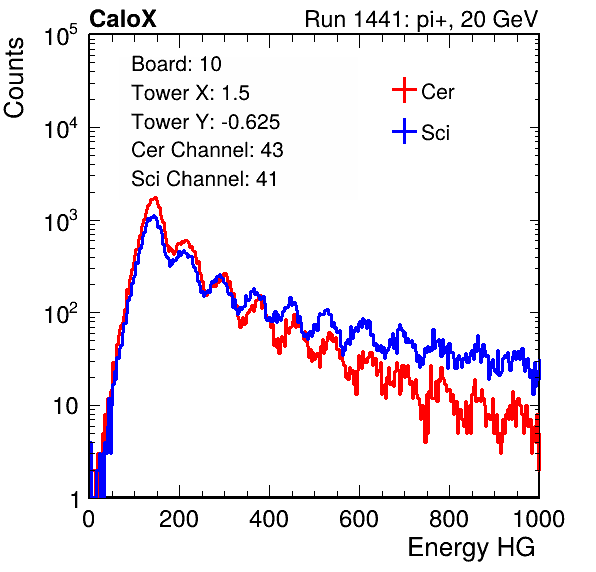 CaloX Run 1441: pi+, 20 GeV
Counts
Board: 10
Tower X: 1.5
Tower Y: -0.625
Cer Channel: 43
Sci Channel: 41
Cer
Sci
10^5
10^4
10^3
10^2
10
1
0 200 400 600 800 1000
Energy HG